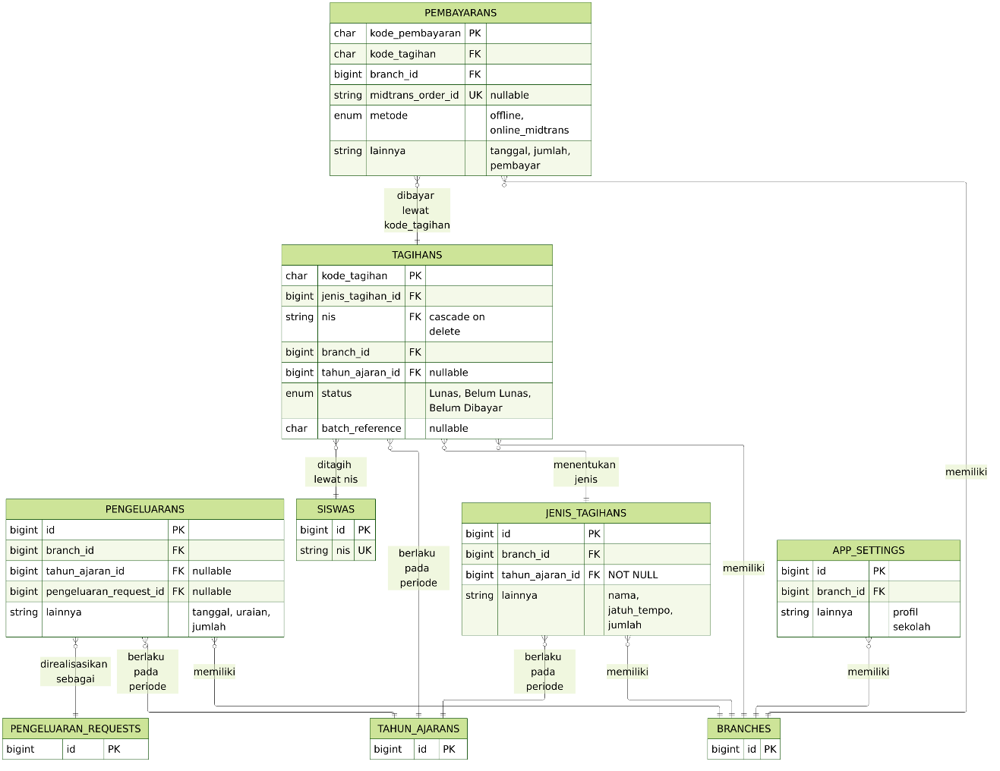 PEMBAYARANS
char kode_pembayaran PK
char kode_tagihan FK
bigint branch_id FK
string midtrans_order_id UK nullable
enum metode offline,
online_midtrans
string lainnya tanggal, jumlah,
pembayar
dibayar
lewat
kode_tagihan
TAGIHANS
char kode_tagihan PK
bigint jenis_tagihan_id FK
string nis FK cascade on
delete
bigint branch_id FK
bigint tahun_ajaran_id FK nullable
enum status Lunas, Belum Lunas,
Belum Dibayar
char batch_reference nullable
ditagih
lewat nis
menentukan
jenis
memiliki
PENGELUARANS
bigint id PK
bigint branch_id FK
bigint tahun_ajaran_id FK nullable
bigint pengeluaran_request_id FK nullable
string lainnya tanggal, uraian,
jumlah
SISWAS
bigint id PK
string nis UK
berlaku
pada
periode
JENIS_TAGIHANS
bigint id PK
bigint branch_id FK
bigint tahun_ajaran_id FK NOT NULL
string lainnya nama,
jatuh_tempo,
jumlah
memiliki
APP_SETTINGS
bigint id PK
bigint branch_id FK
string lainnya profil
sekolah
direalisasikan
sebagai
berlaku
pada
periode
memiliki
berlaku
pada
periode
memiliki
memiliki
PENGELUARAN_REQUESTS
bigint id PK
TAHUN_AJARANS
bigint id PK
BRANCHES
bigint id PK